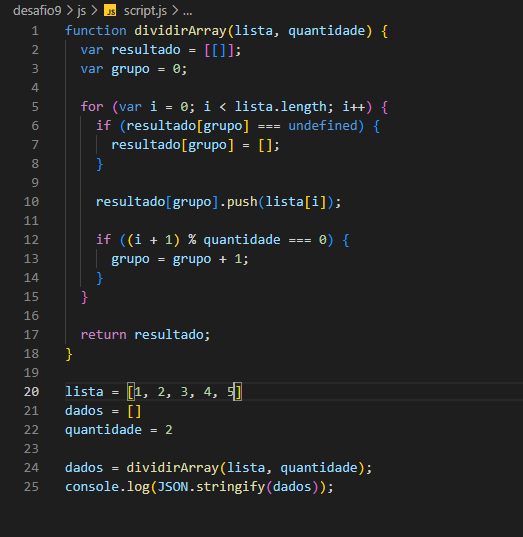 desafio9 > js > JS script.js > ...
1 function dividirArray(lista, quantidade) {
2   var resultado = [[]];
3   var grupo = 0;
4
5   for (var i = 0; i < lista.length; i++) {
6     if (resultado[grupo] === undefined) {
7       resultado[grupo] = [];
8     }
9
10     resultado[grupo].push(lista[i]);
11
12     if ((i + 1) % quantidade === 0) {
13       grupo = grupo + 1;
14     }
15   }
16
17   return resultado;
18 }
19
20 lista = [1, 2, 3, 4, 5]
21 dados = []
22 quantidade = 2
23
24 dados = dividirArray(lista, quantidade);
25 console.log(JSON.stringify(dados));